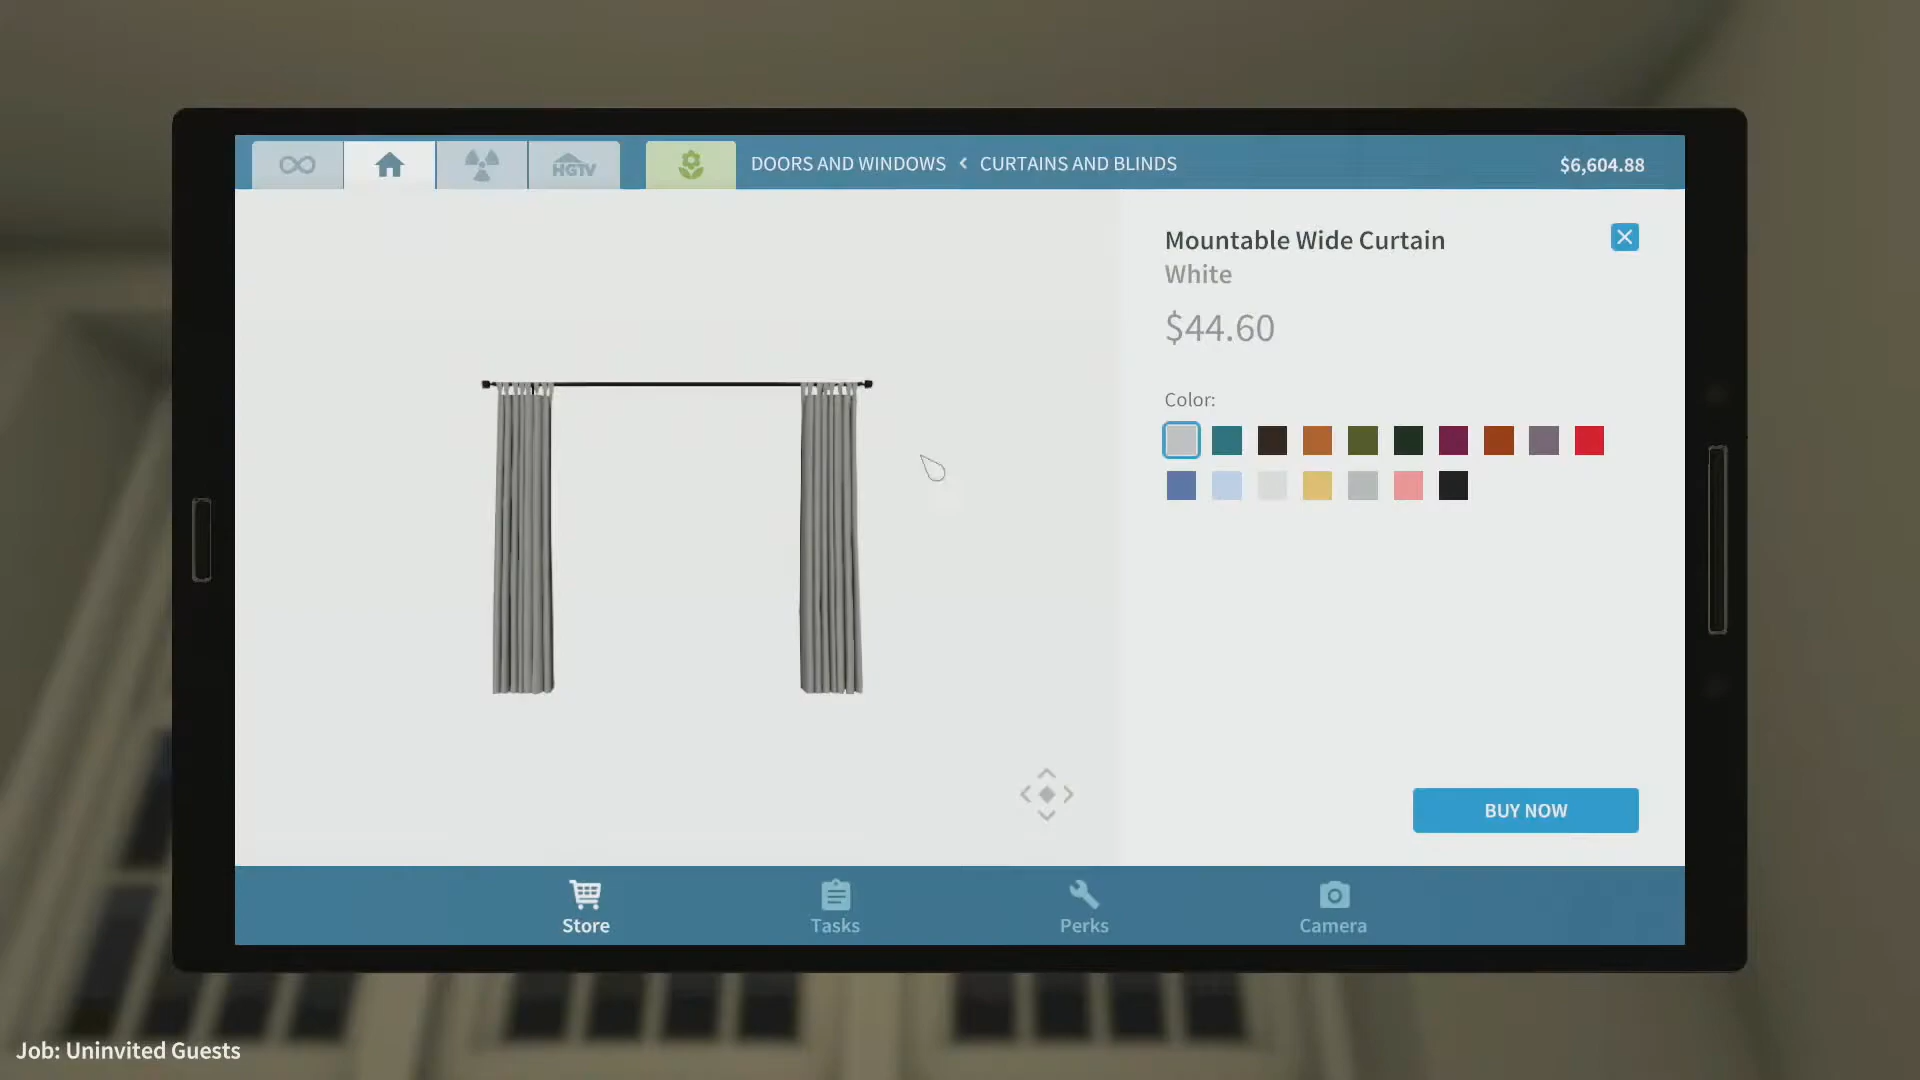 HGTV
DOORS AND WINDOWS < CURTAINS AND BLINDS
$6,604.88
Mountable Wide Curtain
White
$44.60
Color:
BUY NOW
Store
Tasks
Perks
Camera
Job: Uninvited Guests